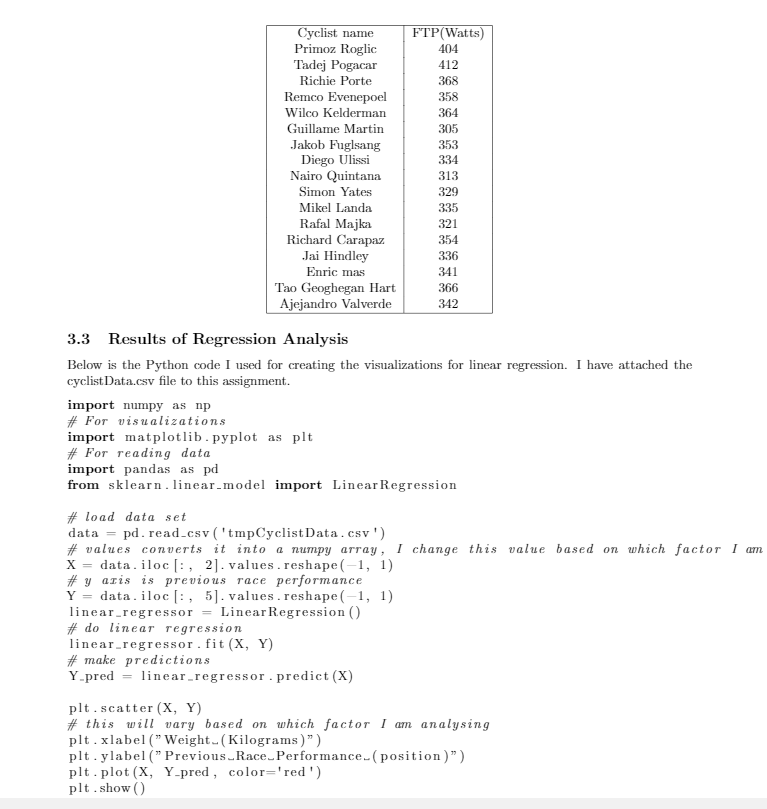 Cyclist name FTP(Watts)
Primoz Roglic 404
Tadej Pogacar 412
Richie Porte 368
Remco Evenepoel 358
Wilco Kelderman 364
Guillame Martin 305
Jakob Fuglsang 353
Diego Ulissi 334
Nairo Quintana 313
Simon Yates 329
Mikel Landa 335
Rafal Majka 321
Richard Carapaz 354
Jai Hindley 336
Enric mas 341
Tao Geoghegan Hart 366
Ajejandro Valverde 342
3.3 Results of Regression Analysis
Below is the Python code I used for creating the visualizations for linear regression. I have attached the
cyclistData.csv file to this assignment.
import numpy as np
# For visualizations
import matplotlib.pyplot as plt
# For reading data
import pandas as pd
from sklearn.linear_model import LinearRegression
# load data set
data = pd.read_csv('tmpCyclistData.csv')
# values converts it into a numpy array, I change this value based on which factor I am
X = data.iloc[:, 2].values.reshape(-1, 1)
# y axis is previous race performance
Y = data.iloc[:, 5].values.reshape(-1, 1)
linear_regressor = LinearRegression()
# do linear regression
linear_regressor.fit(X, Y)
# make predictions
Y_pred = linear_regressor.predict(X)
plt.scatter(X, Y)
# this will vary based on which factor I am analysing
plt.xlabel("Weight␣(Kilograms)")
plt.ylabel("Previous␣Race␣Performance␣(position)")
plt.plot(X, Y_pred, color='red')
plt.show()